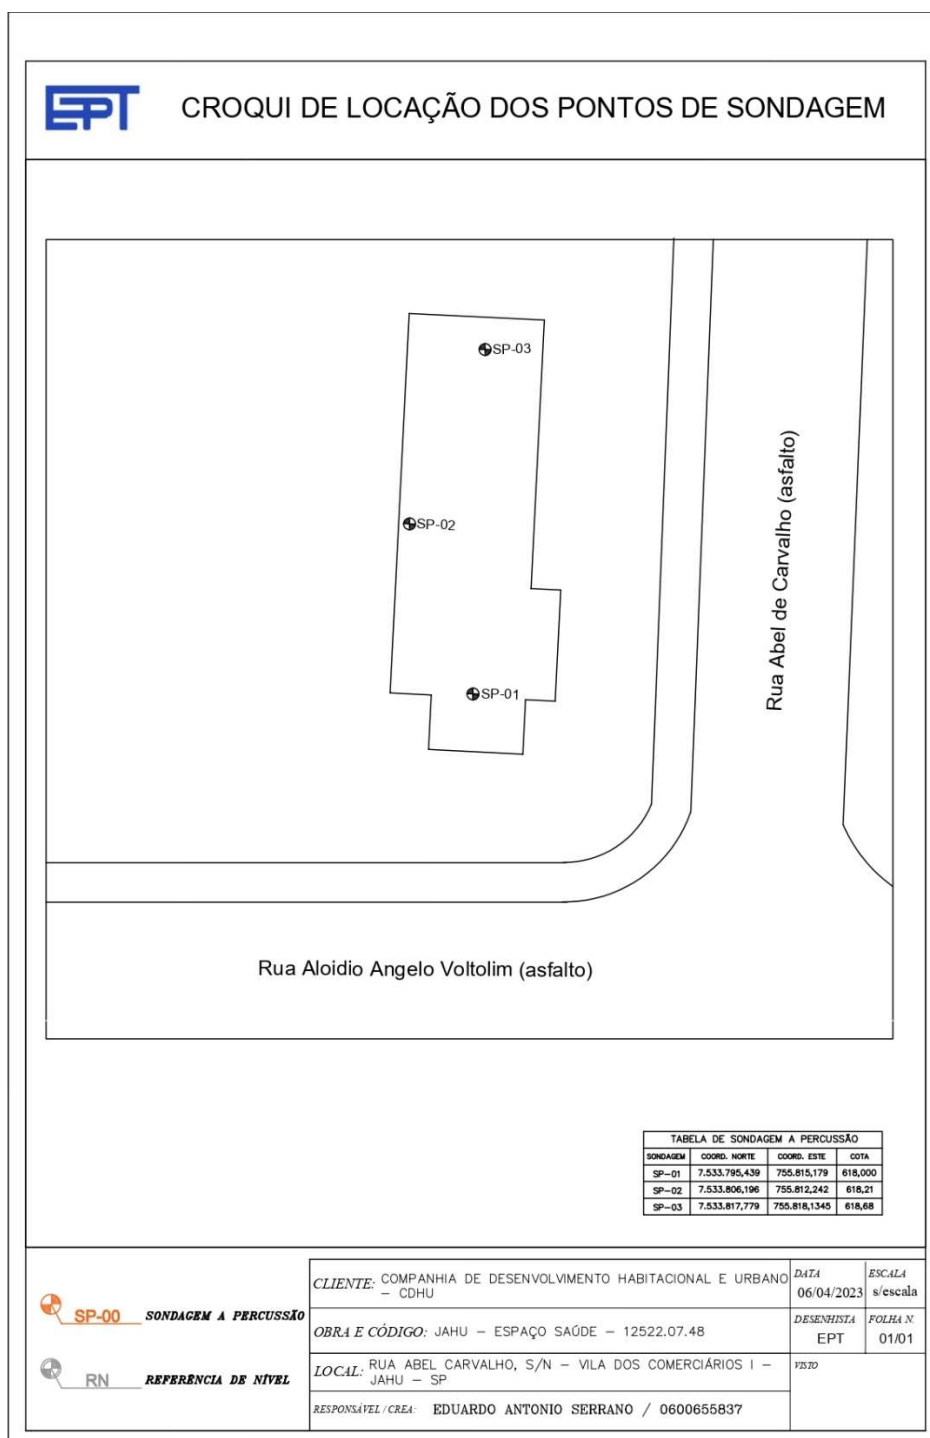 EPT
CROQUI DE LOCAÇÃO DOS PONTOS DE SONDAGEM
SP-03
SP-02
SP-01
Rua Abel de Carvalho (asfalto)
Rua Aloidio Angelo Voltolim (asfalto)
TABELA DE SONDAGEM A PERCUSSÃO
SONDAGEM COORD. NORTE COORD. ESTE COTA
SP-01 7.533.795,439 755.815,179 618,000
SP-02 7.533.806,196 755.812,242 618,21
SP-03 7.533.817,779 755.818,1345 618,68
SP-00 SONDAGEM A PERCUSSÃO
RN REFERÊNCIA DE NÍVEL
CLIENTE: COMPANHIA DE DESENVOLVIMENTO HABITACIONAL E URBANO
- CDHU
DATA
06/04/2023
ESCALA
s/escala
OBRA E CÓDIGO: JAHU - ESPAÇO SAÚDE - 12522.07.48
DESENHISTA
EPT
FOLHA N.
01/01
LOCAL: RUA ABEL CARVALHO, S/N - VILA DOS COMERCIÁRIOS I -
JAHU - SP
VISTO
RESPONSÁVEL / CREA: EDUARDO ANTONIO SERRANO / 0600655837